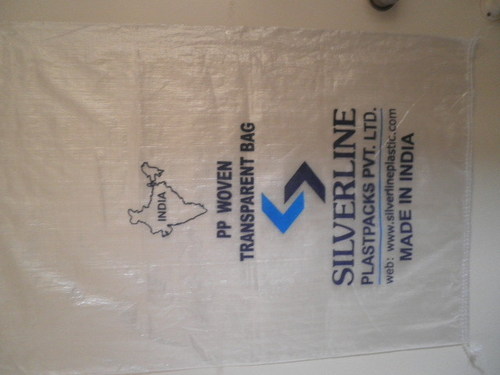 INDIA
PP WOVEN
TRANSPARENT BAG
SILVERLINE
PLASTPACKS PVT. LTD.
web: www.silverlineplastic.com
MADE IN INDIA